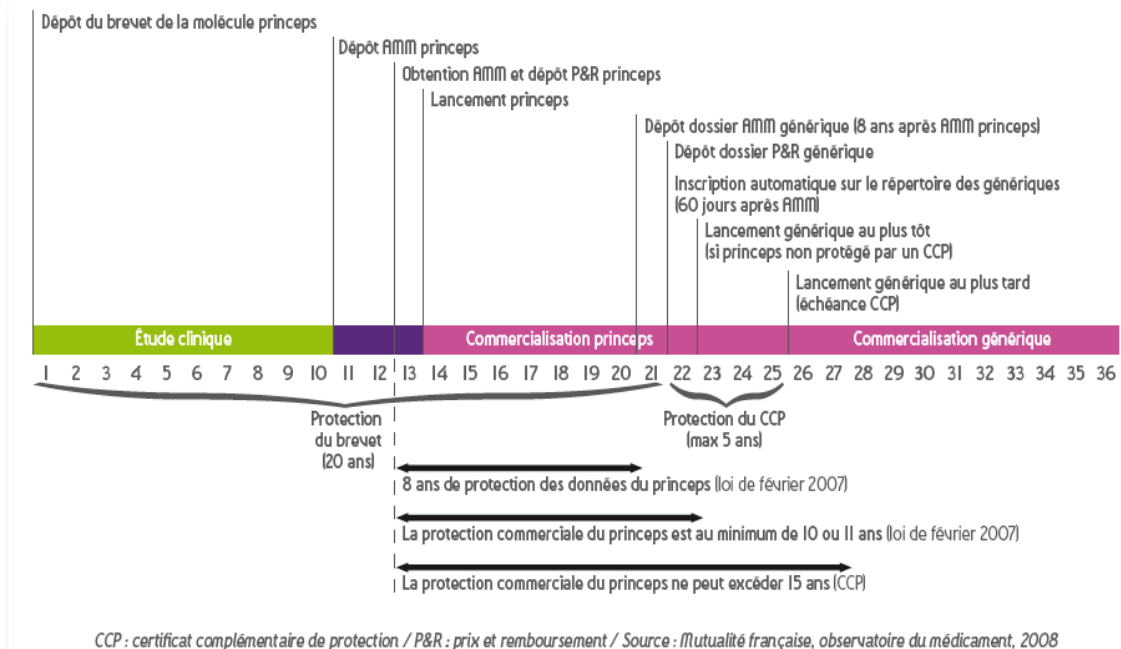 Dépôt du brevet de la molécule princeps
Dépôt AMM princeps
Obtention AMM et dépôt P&R princeps
Lancement princeps
Dépôt dossier AMM générique (8 ans après AMM princeps)
Dépôt dossier P&R générique
Inscription automatique sur le répertoire des génériques
(60 jours après AMM)
Lancement générique au plus tôt
(si princeps non protégé par un CCP)
Lancement générique au plus tard
(échéance CCP)
Étude clinique
Commercialisation princeps
Commercialisation générique
1 2 3 4 5 6 7 8 9 10 11 12 13 14 15 16 17 18 19 20 21 22 23 24 25 26 27 28 29 30 31 32 33 34 35 36
Protection
du brevet
(20 ans)
Protection du CCP
(max 5 ans)
8 ans de protection des données du princeps (loi de février 2007)
La protection commerciale du princeps est au minimum de 10 ou 11 ans (loi de février 2007)
La protection commerciale du princeps ne peut excéder 15 ans (CCP)
CCP : certificat complémentaire de protection / P&R : prix et remboursement / Source : Mutualité française, observatoire du médicament, 2008